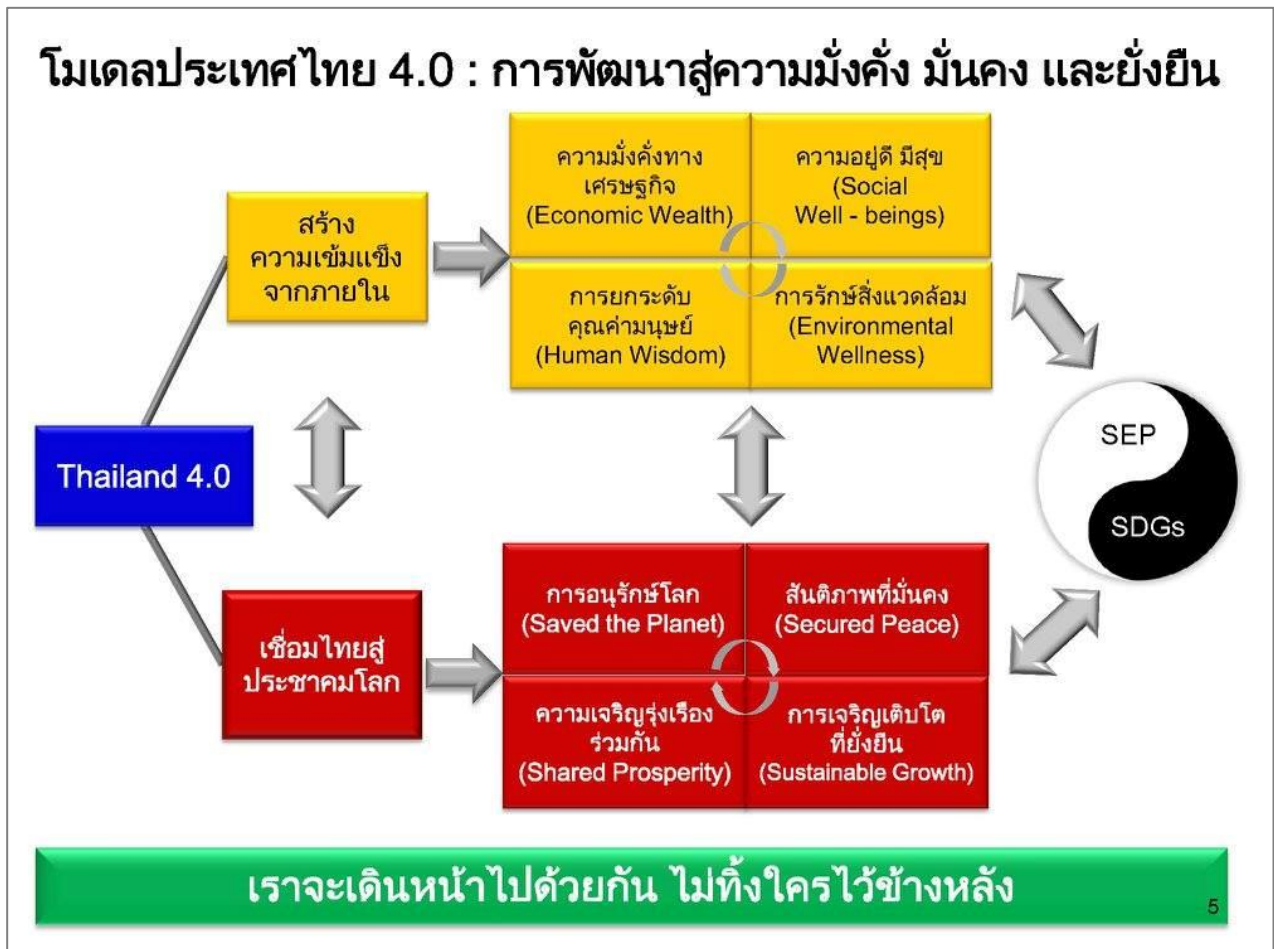 โมเดลประเทศไทย 4.0 : การพัฒนาสู่ความมั่งคั่ง มั่นคง และยั่งยืน
สร้าง
ความเข้มแข็ง
จากภายใน
ความมั่งคั่งทาง
เศรษฐกิจ
(Economic Wealth)
ความอยู่ดี มีสุข
(Social
Well - beings)
การยกระดับ
คุณค่ามนุษย์
(Human Wisdom)
การรักษ์สิ่งแวดล้อม
(Environmental
Wellness)
Thailand 4.0
SEP
SDGs
เชื่อมไทยสู่
ประชาคมโลก
การอนุรักษ์โลก
(Saved the Planet)
สันติภาพที่มั่นคง
(Secured Peace)
ความเจริญรุ่งเรือง
ร่วมกัน
(Shared Prosperity)
การเจริญเติบโต
ที่ยั่งยืน
(Sustainable Growth)
เราจะเดินหน้าไปด้วยกัน ไม่ทิ้งใครไว้ข้างหลัง
5